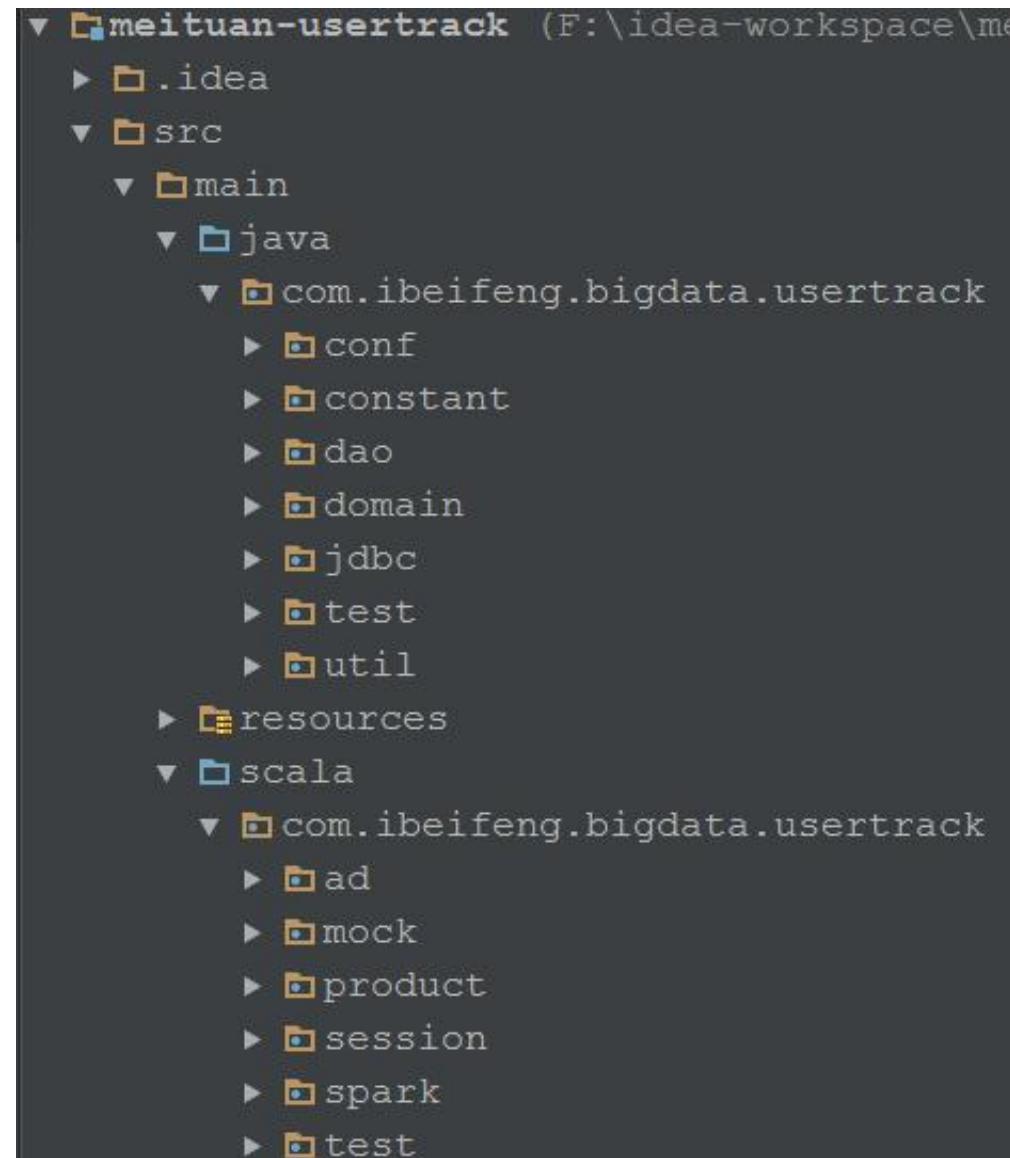 meituan-usertrack (F:\idea-workspace\me
.idea
src
main
java
com.ibeifeng.bigdata.usertrack
conf
constant
dao
domain
jdbc
test
util
resources
scala
com.ibeifeng.bigdata.usertrack
ad
mock
product
session
spark
test